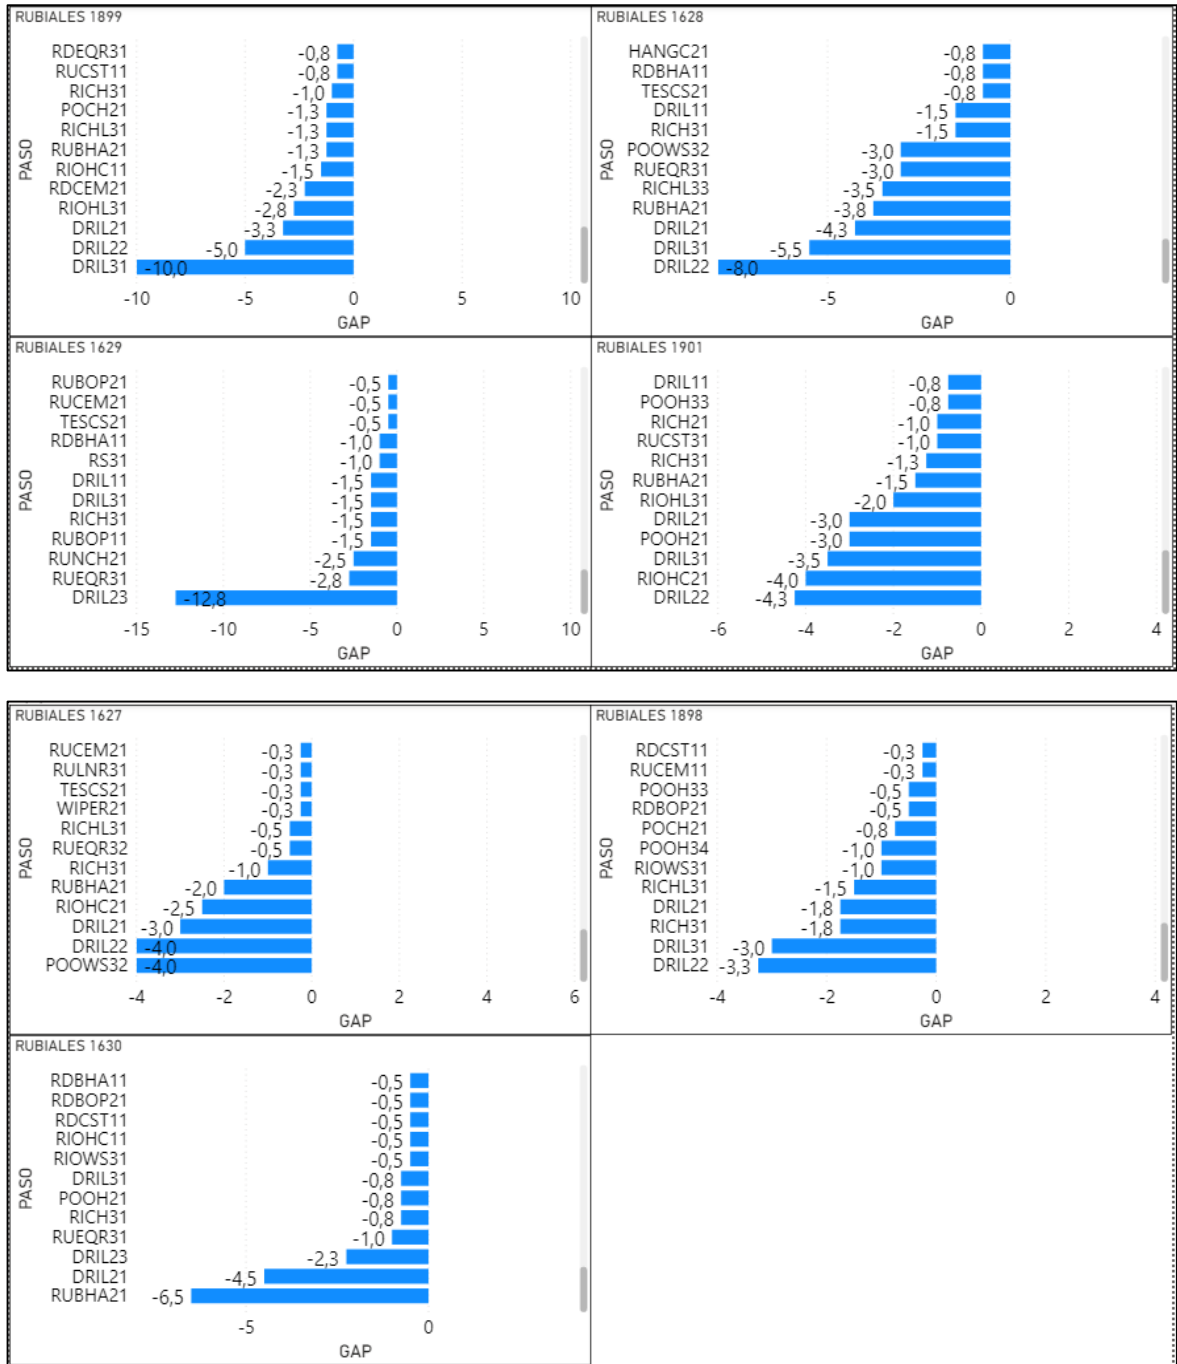 RUBIALES 1899
PASO
RDEQR31 -0,8
RUCST11 -0,8
RICH31 -1,0
POCH21 -1,3
RICHL31 -1,3
RUBHA21 -1,3
RIOHC11 -1,5
RDCEM21 -2,3
RIOHL31 -2,8
DRIL21 -3,3
DRIL22 -5,0
DRIL31 -10,0
-10 -5 0 5 10
GAP
RUBIALES 1628
PASO
HANGC21 -0,8
RDBHA11 -0,8
TESCS21 -0,8
DRIL11 -1,5
RICH31 -1,5
POOWS32 -3,0
RUEQR31 -3,0
RICHL33 -3,5
RUBHA21 -3,8
DRIL21 -4,3
DRIL31 -5,5
DRIL22 -8,0
-5 0
GAP
RUBIALES 1629
PASO
RUBOP21 -0,5
RUCEM21 -0,5
TESCS21 -0,5
RDBHA11 -1,0
RS31 -1,0
DRIL11 -1,5
DRIL31 -1,5
RICH31 -1,5
RUBOP11 -1,5
RUNCH21 -2,5
RUEQR31 -2,8
DRIL23 -12,8
-15 -10 -5 0 5 10
GAP
RUBIALES 1901
PASO
DRIL11 -0,8
POOH33 -0,8
RICH21 -1,0
RUCST31 -1,0
RICH31 -1,3
RUBHA21 -1,5
RIOHL31 -2,0
DRIL21 -3,0
POOH21 -3,0
DRIL31 -3,5
RIOHC21 -4,0
DRIL22 -4,3
-6 -4 -2 0 2 4
GAP
RUBIALES 1627
PASO
RUCEM21 -0,3
RULNR31 -0,3
TESCS21 -0,3
WIPER21 -0,3
RICHL31 -0,5
RUEQR32 -0,5
RICH31 -1,0
RUBHA21 -2,0
RIOHC21 -2,5
DRIL21 -3,0
DRIL22 -4,0
POOWS32 -4,0
-4 -2 0 2 4 6
GAP
RUBIALES 1898
PASO
RDCST11 -0,3
RUCEM11 -0,3
POOH33 -0,5
RDBOP21 -0,5
POCH21 -0,8
POOH34 -1,0
RIOWS31 -1,0
RICHL31 -1,5
DRIL21 -1,8
RICH31 -1,8
DRIL31 -3,0
DRIL22 -3,3
-4 -2 0 2 4
GAP
RUBIALES 1630
PASO
RDBHA11 -0,5
RDBOP21 -0,5
RDCST11 -0,5
RIOHC11 -0,5
RIOWS31 -0,5
DRIL31 -0,8
POOH21 -0,8
RICH31 -0,8
RUEQR31 -1,0
DRIL23 -2,3
DRIL21 -4,5
RUBHA21 -6,5
-5 0
GAP